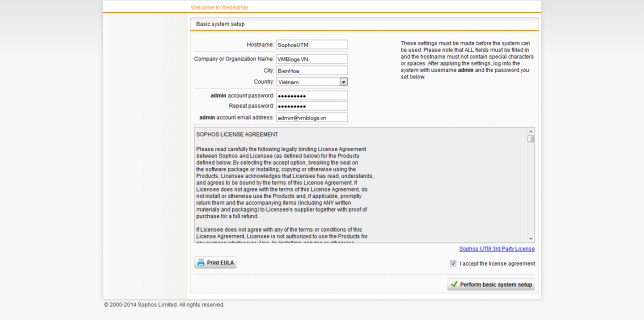 Welcome to WebAdmin
Basic system setup
Hostname: SophosUTM
Company or Organization Name: VMBlogs.VN
City: BienHoa
Country: Vietnam
admin account password: •••••••••
Repeat password: •••••••••
admin account email address: admin@vmblogs.vn
These settings must be made before the system can
be used. Please note that ALL fields must be filled in
and the hostname must not contain special characters
or spaces. After applying the settings, log into the
system with username admin and the password you
set below.
SOPHOS LICENSE AGREEMENT
Please read carefully the following legally binding License Agreement
between Sophos and Licensee (as defined below) for the Products
defined below. By selecting the accept option, breaking the seal on
the software package or installing, copying or otherwise using the
Products, Licensee acknowledges that Licensee has read, understands,
and agrees to be bound by the terms of this License Agreement. If
Licensee does not agree with the terms of this License Agreement, do
not install or otherwise use the Products and, if applicable, promptly
return them and the accompanying items (including ANY written
materials and packaging) to Licensee's supplier together with proof of
purchase for a full refund.
If Licensee does not agree with any of the terms or conditions of this
License Agreement, Licensee is not authorized to use the Products for
Sophos UTM 3rd Party License
Print EULA
I accept the license agreement
Perform basic system setup
© 2000-2014 Sophos Limited. All rights reserved.